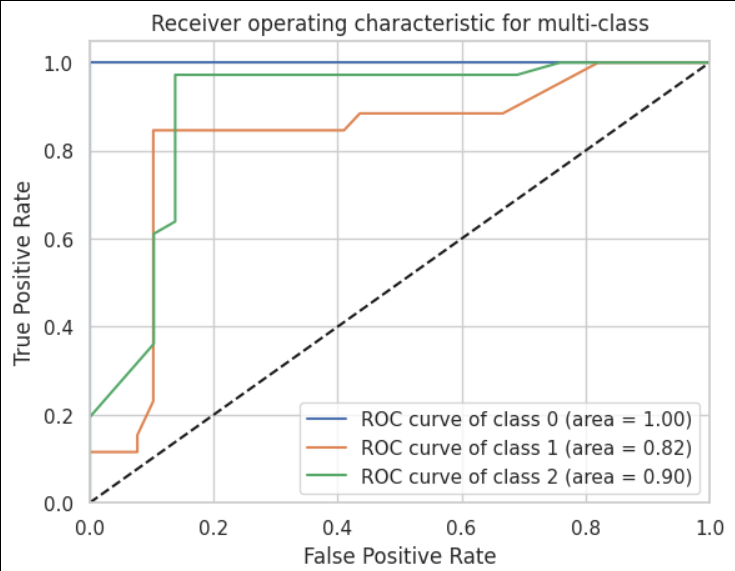 Receiver operating characteristic for multi-class
True Positive Rate
1.0
0.8
0.6
0.4
0.2
0.0
ROC curve of class 0 (area = 1.00)
ROC curve of class 1 (area = 0.82)
ROC curve of class 2 (area = 0.90)
0.0 0.2 0.4 0.6 0.8 1.0
False Positive Rate